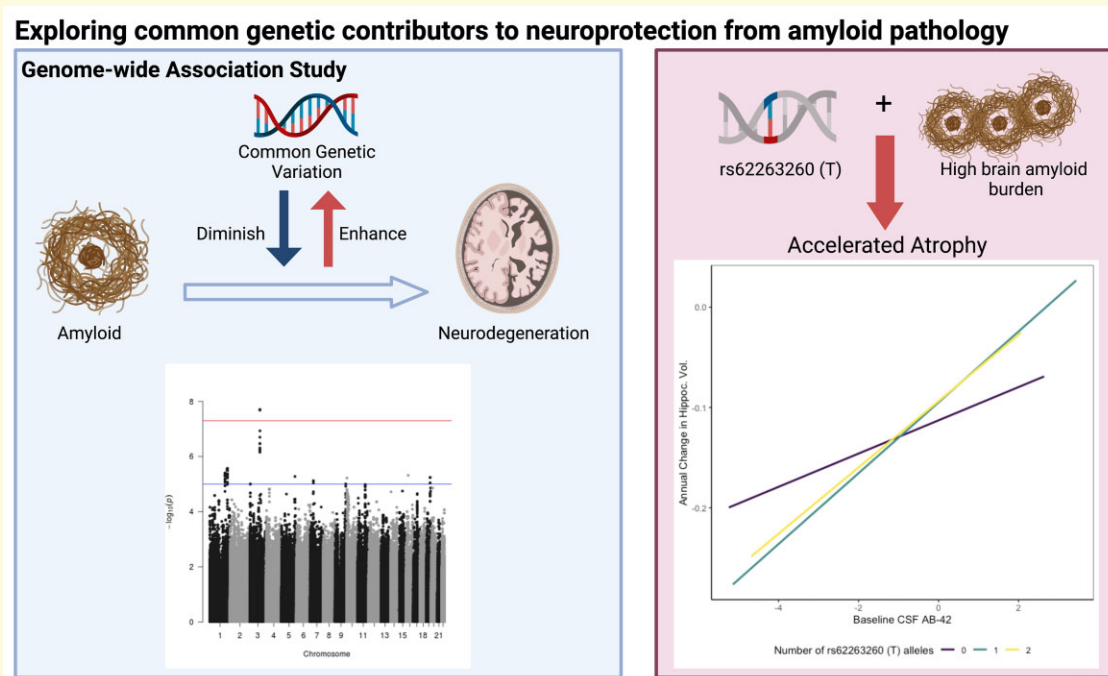 Exploring common genetic contributors to neuroprotection from amyloid pathology
Genome-wide Association Study
Common Genetic
Variation
Diminish
Enhance
Amyloid
Neurodegeneration
8
6
4
2
0
−log10(p)
1 2 3 4 5 6 7 8 9 11 13 15 18 21
Chromosome
+
rs62263260 (T)
High brain amyloid
burden
Accelerated Atrophy
0.0
-0.1
-0.2
Annual Change in Hippoc. Vol.
-4 -2 0 2
Baseline CSF AB-42
Number of rs62263260 (T) alleles 0 1 2